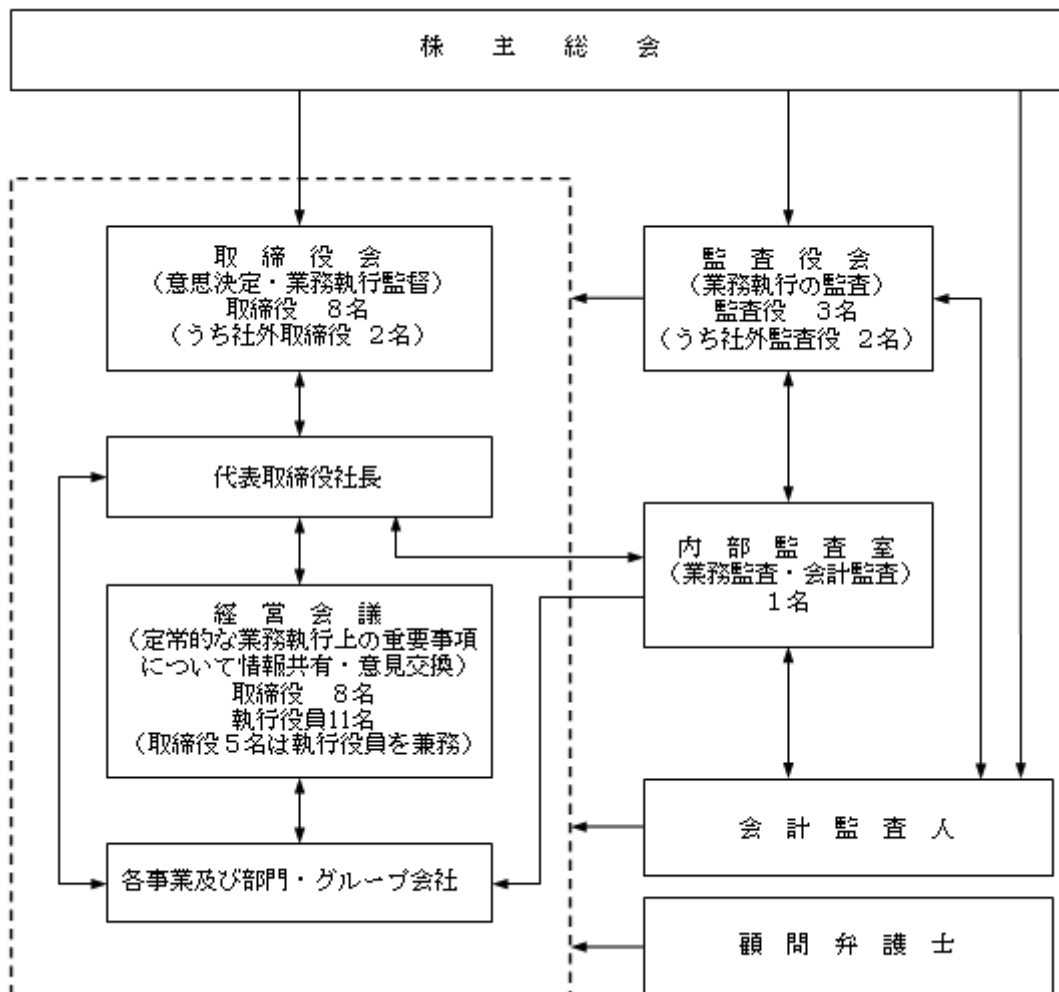 株主総会
取締役会
（意思決定・業務執行監督）
取締役 8名
（うち社外取締役 2名）
監査役会
（業務執行の監査）
監査役 3名
（うち社外監査役 2名）
代表取締役社長
内部監査室
（業務監査・会計監査）
1名
経営会議
（定常的な業務執行上の重要事項
について情報共有・意見交換）
取締役 8名
執行役員11名
（取締役5名は執行役員を兼務）
会計監査人
各事業及び部門・グループ会社
顧問弁護士